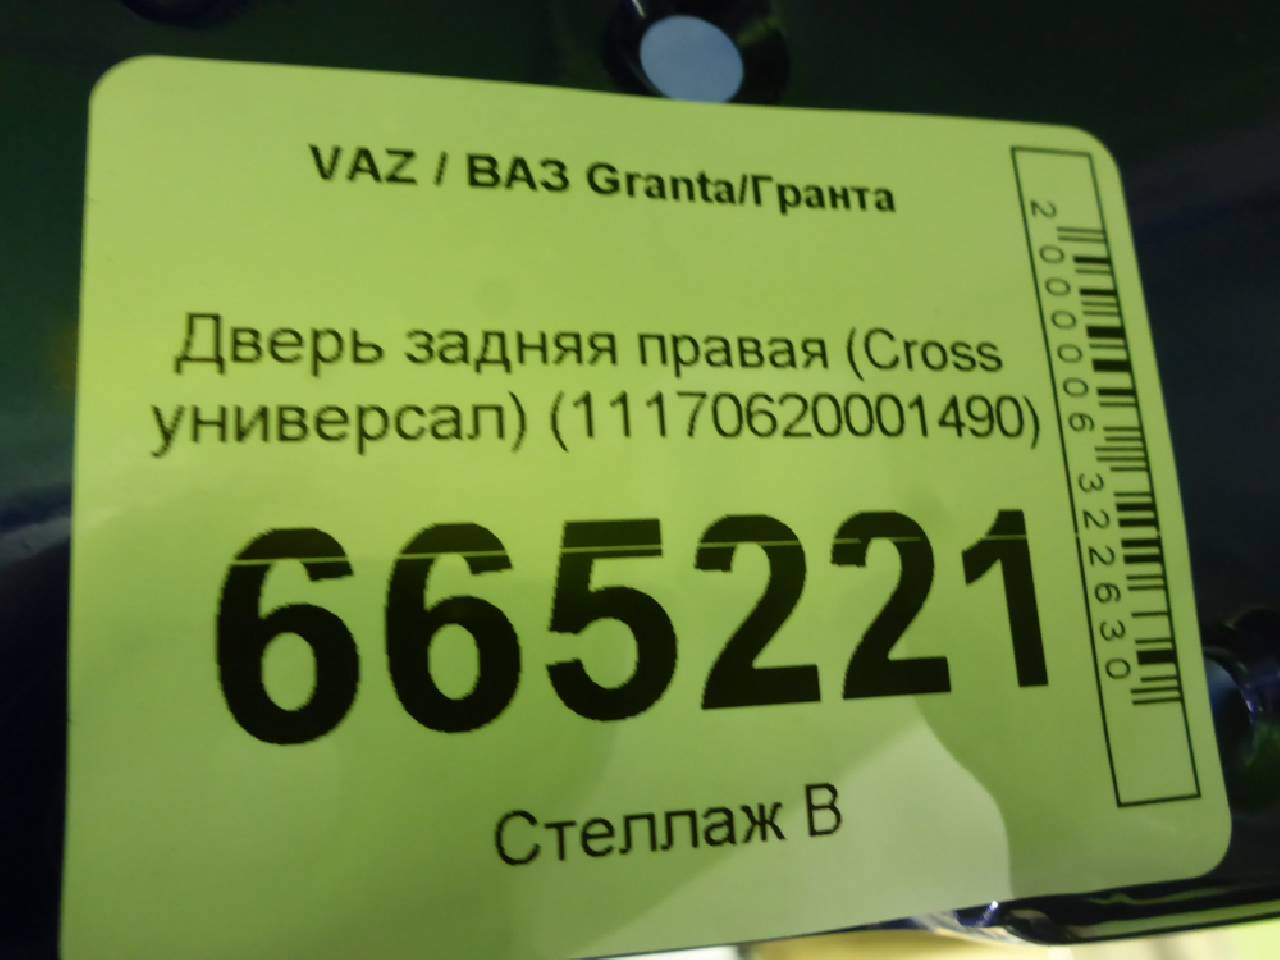 VAZ / ВАЗ Granta/Гранта
Дверь задняя правая (Cross
универсал) (11170620001490)
665221
Стеллаж В
2000006322630